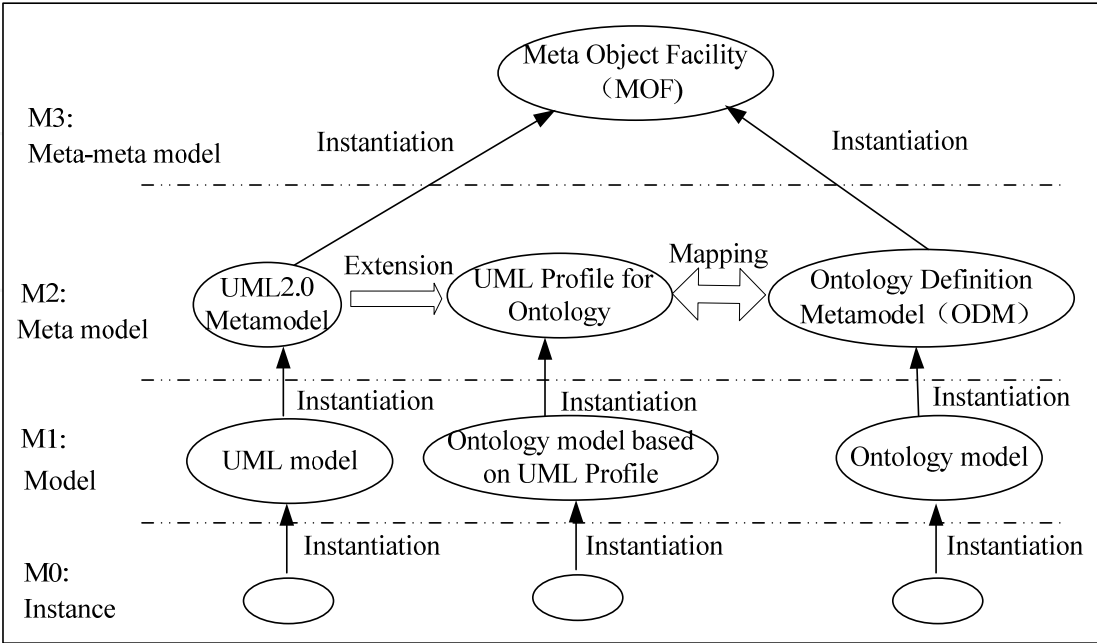 Meta Object Facility
（MOF)
M3:
Meta-meta model
Instantiation
Instantiation
M2:
Meta model
UML2.0
Metamodel
Extension
UML Profile for
Ontology
Mapping
Ontology Definition
Metamodel（ODM）
Instantiation
Instantiation
Instantiation
M1:
Model
UML model
Ontology model based
on UML Profile
Ontology model
Instantiation
Instantiation
Instantiation
M0:
Instance